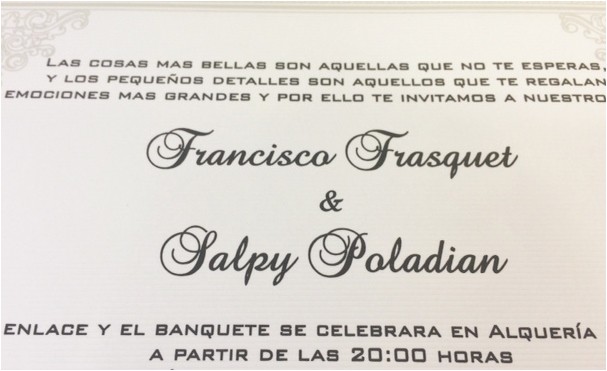 LAS COSAS MAS BELLAS SON AQUELLAS QUE NO TE ESPERAS,
Y LOS PEQUEÑOS DETALLES SON AQUELLOS QUE TE REGALAN
EMOCIONES MAS GRANDES Y POR ELLO TE INVITAMOS A NUESTRO
Francisco Frasquet
&
Salpy Poladian
ENLACE Y EL BANQUETE SE CELEBRARA EN ALQUERÍA
A PARTIR DE LAS 20:00 HORAS